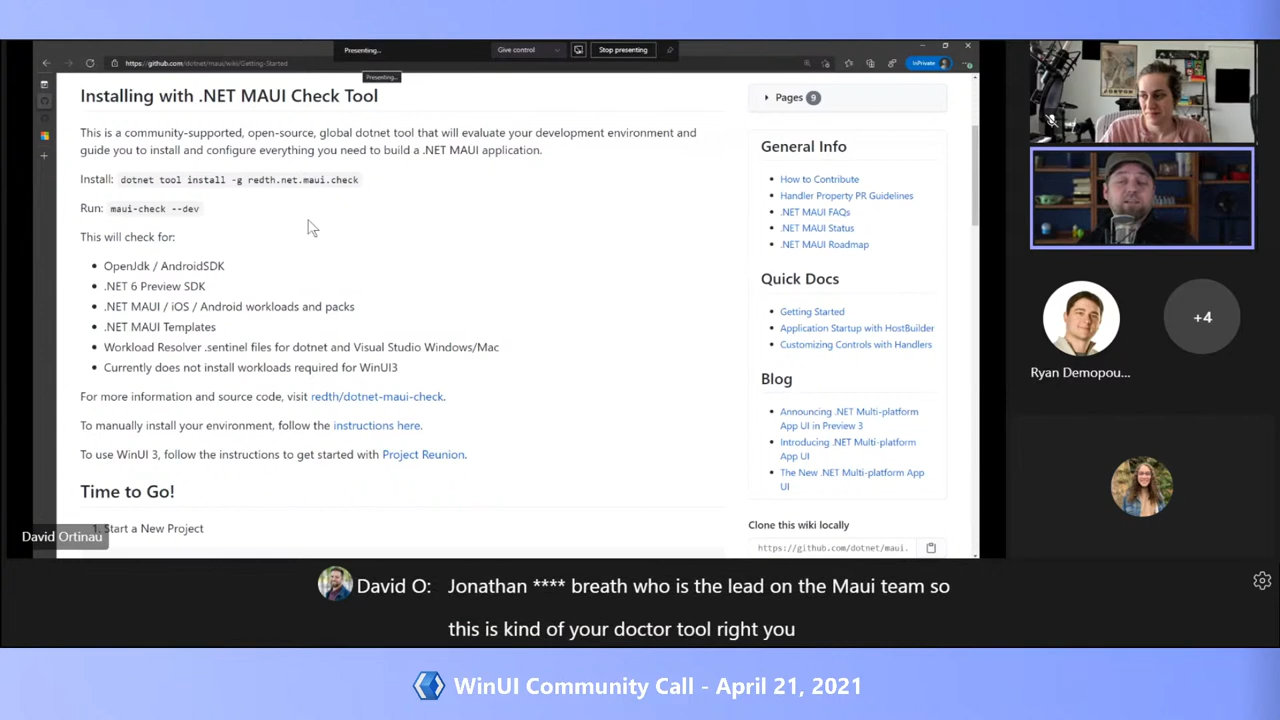 Presenting...
Give control
Stop presenting
https://github.com/dotnet/maui/wiki/Getting-Started
InPrivate
Presenting...
Installing with .NET MAUI Check Tool
This is a community-supported, open-source, global dotnet tool that will evaluate your development environment and
guide you to install and configure everything you need to build a .NET MAUI application.
Install: dotnet tool install -g redth.net.maui.check
Run: maui-check --dev
This will check for:
OpenJdk / AndroidSDK
.NET 6 Preview SDK
.NET MAUI / iOS / Android workloads and packs
.NET MAUI Templates
Workload Resolver .sentinel files for dotnet and Visual Studio Windows/Mac
Currently does not install workloads required for WinUI3
For more information and source code, visit redth/dotnet-maui-check.
To manually install your environment, follow the instructions here.
To use WinUI 3, follow the instructions to get started with Project Reunion.
Time to Go!
1. Start a New Project
Pages 9
General Info
How to Contribute
Handler Property PR Guidelines
.NET MAUI FAQs
.NET MAUI Status
.NET MAUI Roadmap
Quick Docs
Getting Started
Application Startup with HostBuilder
Customizing Controls with Handlers
Blog
Announcing .NET Multi-platform
App UI in Preview 3
Introducing .NET Multi-platform
App UI
The New .NET Multi-platform App
UI
Clone this wiki locally
https://github.com/dotnet/maui.
+4
Ryan Demopou...
David Ortinau
David O: Jonathan **** breath who is the lead on the Maui team so
this is kind of your doctor tool right you
WinUI Community Call - April 21, 2021